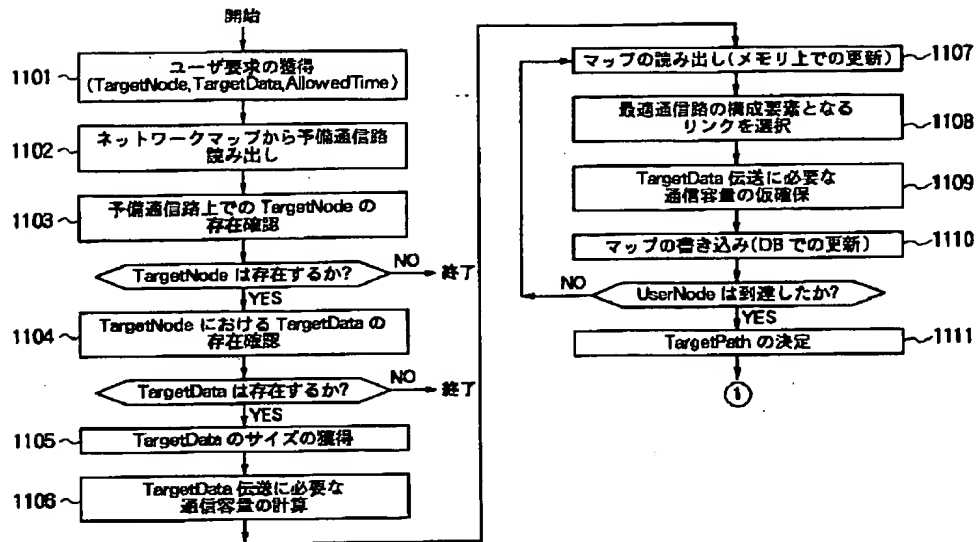 開始
1101
ユーザ要求の獲得
(TargetNode,TargetData,AllowedTime)
1102
ネットワークマップから予備通信路
読み出し
1103
予備通信路上での TargetNode の
存在確認
TargetNode は存在するか?
NO
終了
YES
1104
TargetNode における TargetData の
存在確認
TargetData は存在するか?
NO
終了
YES
1105
TargetData のサイズの獲得
1106
TargetData 伝送に必要な
通信容量の計算
マップの読み出し(メモリ上での更新)
1107
最適通信路の構成要素となる
リンクを選択
1108
TargetData 伝送に必要な
通信容量の仮確保
1109
マップの書き込み(DB での更新)
1110
NO
UserNode は到達したか?
YES
TargetPath の決定
1111
1